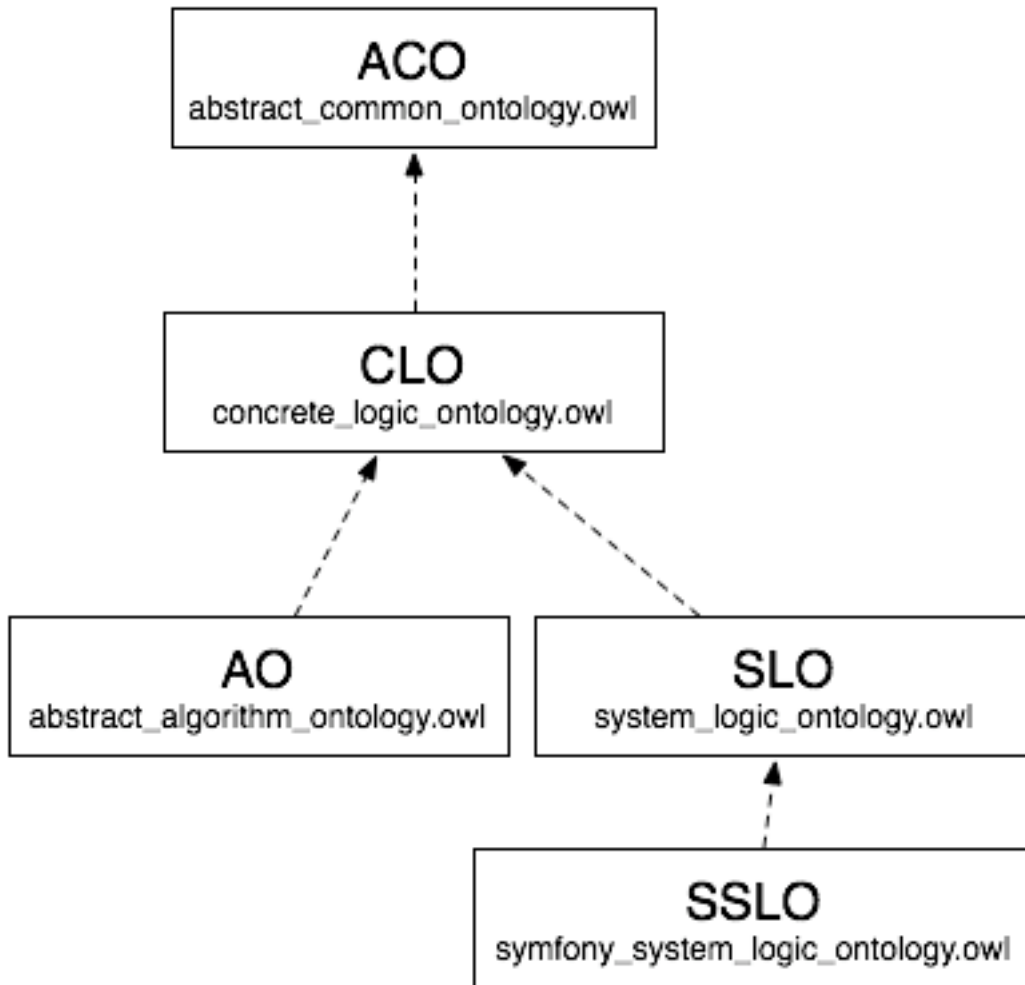 ACO
abstract_common_ontology.owl
CLO
concrete_logic_ontology.owl
AO
abstract_algorithm_ontology.owl
SLO
system_logic_ontology.owl
SSLO
symfony_system_logic_ontology.owl